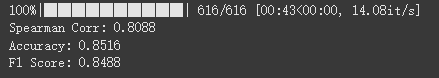 100%|████████████| 616/616 [00:43<00:00, 14.08it/s]
Spearman Corr: 0.8088
Accuracy: 0.8516
F1 Score: 0.8488